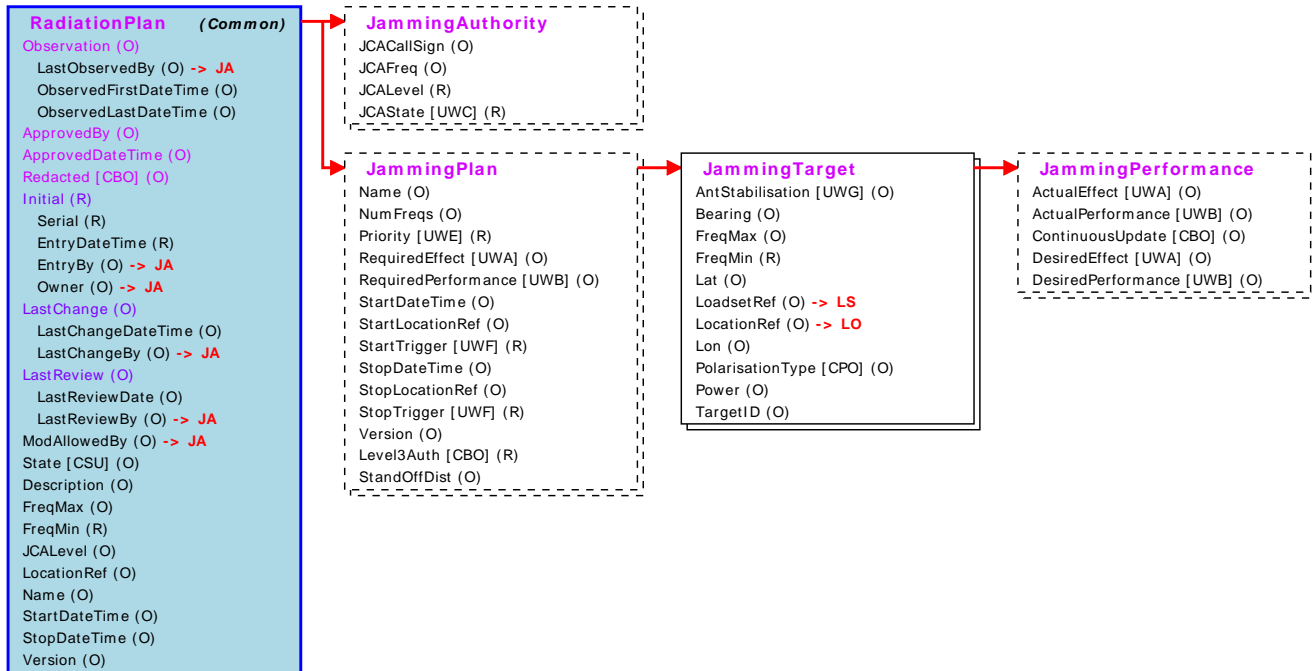 RadiationPlan (Common)
Observation (O)
LastObservedBy (O) -> JA
ObservedFirstDateTime (O)
ObservedLastDateTime (O)
ApprovedBy (O)
ApprovedDateTime (O)
Redacted [CBO] (O)
Initial (R)
Serial (R)
EntryDateTime (R)
EntryBy (O) -> JA
Owner (O) -> JA
LastChange (O)
LastChangeDateTime (O)
LastChangeBy (O) -> JA
LastReview (O)
LastReviewDate (O)
LastReviewBy (O) -> JA
ModAllowedBy (O) -> JA
State [CSU] (O)
Description (O)
FreqMax (O)
FreqMin (R)
JCALevel (O)
LocationRef (O)
Name (O)
StartDateTime (O)
StopDateTime (O)
Version (O)
JammingAuthority
JCACallSign (O)
JCAFreq (O)
JCALevel (R)
JCAState [UWC] (R)
JammingPlan
Name (O)
NumFreqs (O)
Priority [UWE] (R)
RequiredEffect [UWA] (O)
RequiredPerformance [UWB] (O)
StartDateTime (O)
StartLocationRef (O)
StartTrigger [UWF] (R)
StopDateTime (O)
StopLocationRef (O)
StopTrigger [UWF] (R)
Version (O)
Level3Auth [CBO] (R)
StandOffDist (O)
JammingTarget
AntStabilisation [UWG] (O)
Bearing (O)
FreqMax (O)
FreqMin (R)
Lat (O)
LoadsetRef (O) -> LS
LocationRef (O) -> LO
Lon (O)
PolarisationType [CPO] (O)
Power (O)
TargetID (O)
JammingPerformance
ActualEffect [UWA] (O)
ActualPerformance [UWB] (O)
ContinuousUpdate [CBO] (O)
DesiredEffect [UWA] (O)
DesiredPerformance [UWB] (O)